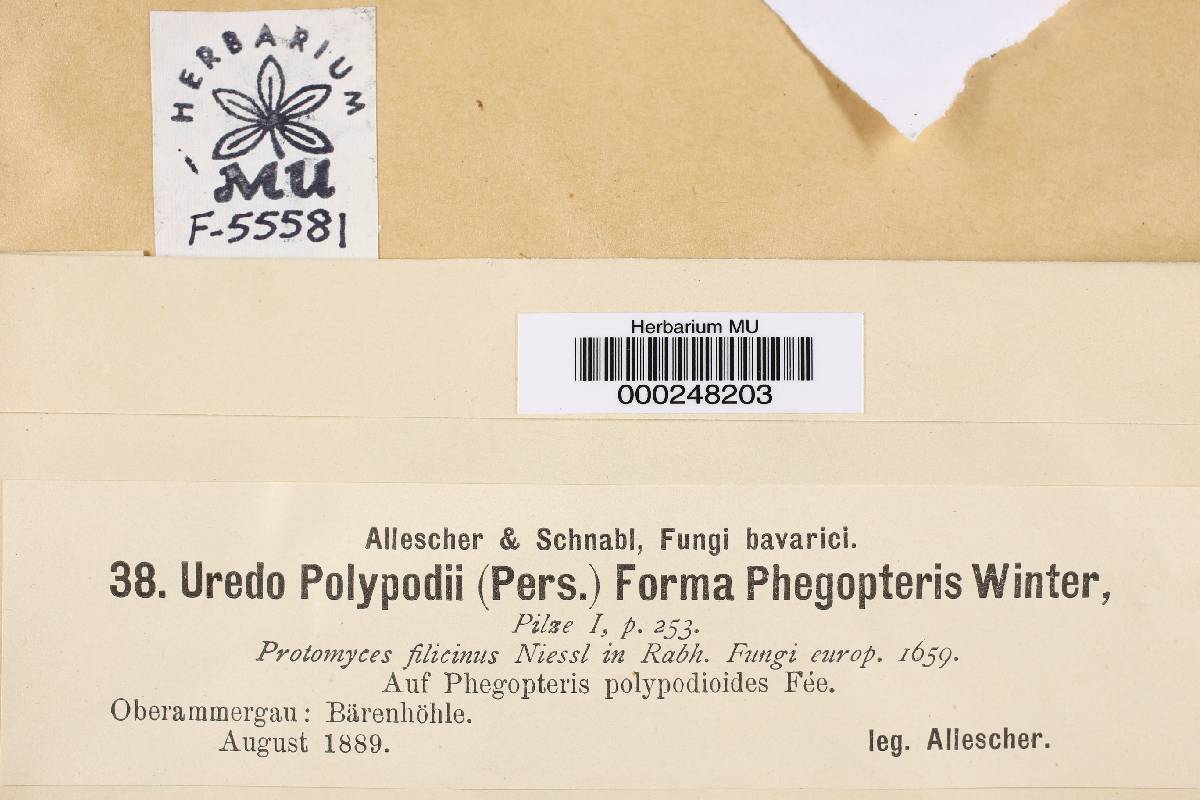 HERBARIUM
MU
F-55581
Herbarium MU
000248203
Allescher & Schnabl, Fungi bavarici.
38. Uredo Polypodii (Pers.) Forma Phegopteris Winter,
Pilze I, p. 253.
Protomyces filicinus Niessl in Rabh. Fungi europ. 1659.
Auf Phegopteris polypodioides Fée.
Oberammergau: Bärenhöhle.
August 1889.
leg. Allescher.